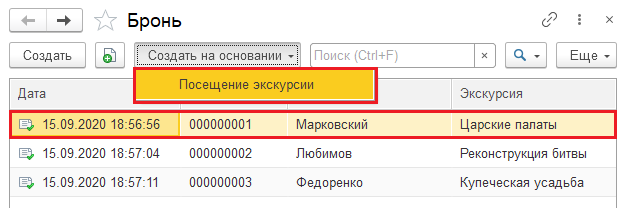 Бронь
Создать Создать на основании Поиск (Ctrl+F) × Еще
Посещение экскурсии
Дата Экскурсия
15.09.2020 18:56:56 000000001 Марковский Царские палаты
15.09.2020 18:57:04 000000002 Любимов Реконструкция битвы
15.09.2020 18:57:11 000000003 Федоренко Купеческая усадьба